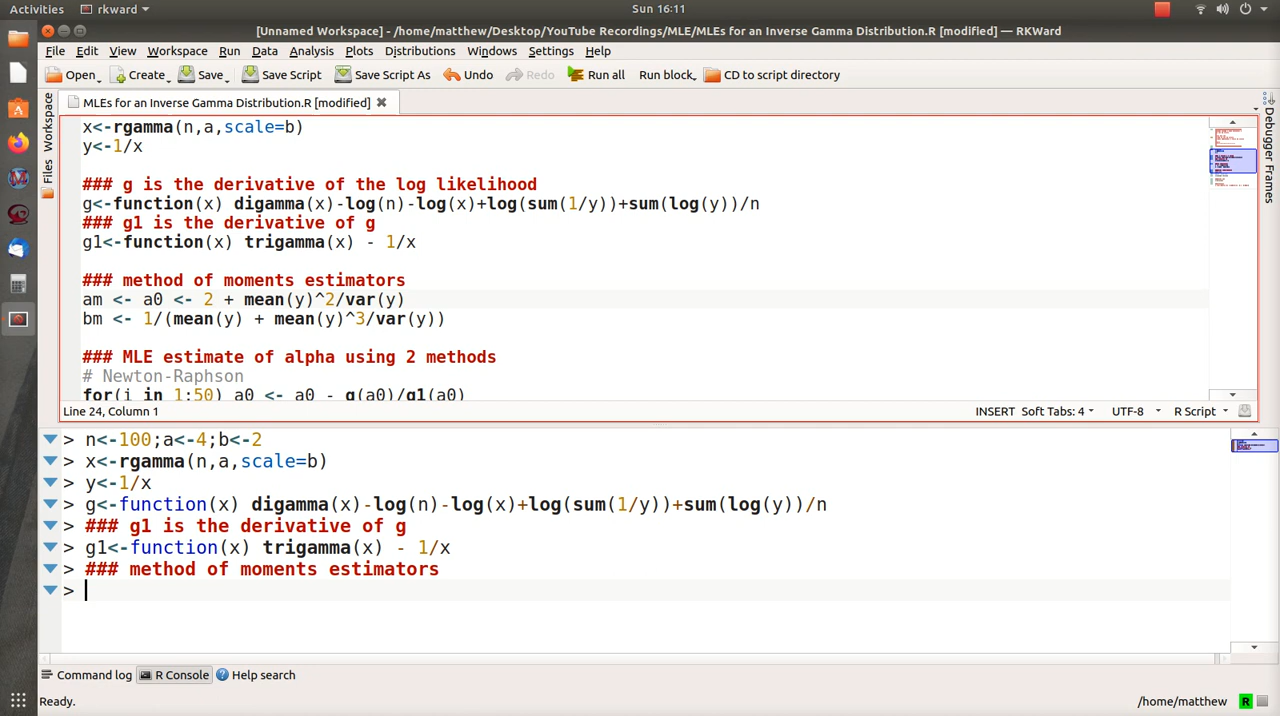 Activities rkward Sun 16:11
[Unnamed Workspace] - /home/matthew/Desktop/YouTube Recordings/MLE/MLEs for an Inverse Gamma Distribution.R [modified] — RKWard
File Edit View Workspace Run Data Analysis Plots Distributions Windows Settings Help
Open Create Save Save Script Save Script As Undo Redo Run all Run block CD to script directory
MLEs for an Inverse Gamma Distribution.R [modified]
Workspace
Files
Debugger Frames
x<-rgamma(n,a,scale=b)
y<-1/x
### g is the derivative of the log likelihood
g<-function(x) digamma(x)-log(n)-log(x)+log(sum(1/y))+sum(log(y))/n
### g1 is the derivative of g
g1<-function(x) trigamma(x) - 1/x
### method of moments estimators
am <- a0 <- 2 + mean(y)^2/var(y)
bm <- 1/(mean(y) + mean(y)^3/var(y))
### MLE estimate of alpha using 2 methods
# Newton-Raphson
for(i in 1:50) a0 <- a0 - g(a0)/g1(a0)
Line 24, Column 1 INSERT Soft Tabs: 4 UTF-8 R Script
> n<-100;a<-4;b<-2
> x<-rgamma(n,a,scale=b)
> y<-1/x
> g<-function(x) digamma(x)-log(n)-log(x)+log(sum(1/y))+sum(log(y))/n
> ### g1 is the derivative of g
> g1<-function(x) trigamma(x) - 1/x
> ### method of moments estimators
>
Command log R Console Help search
Ready. /home/matthew R